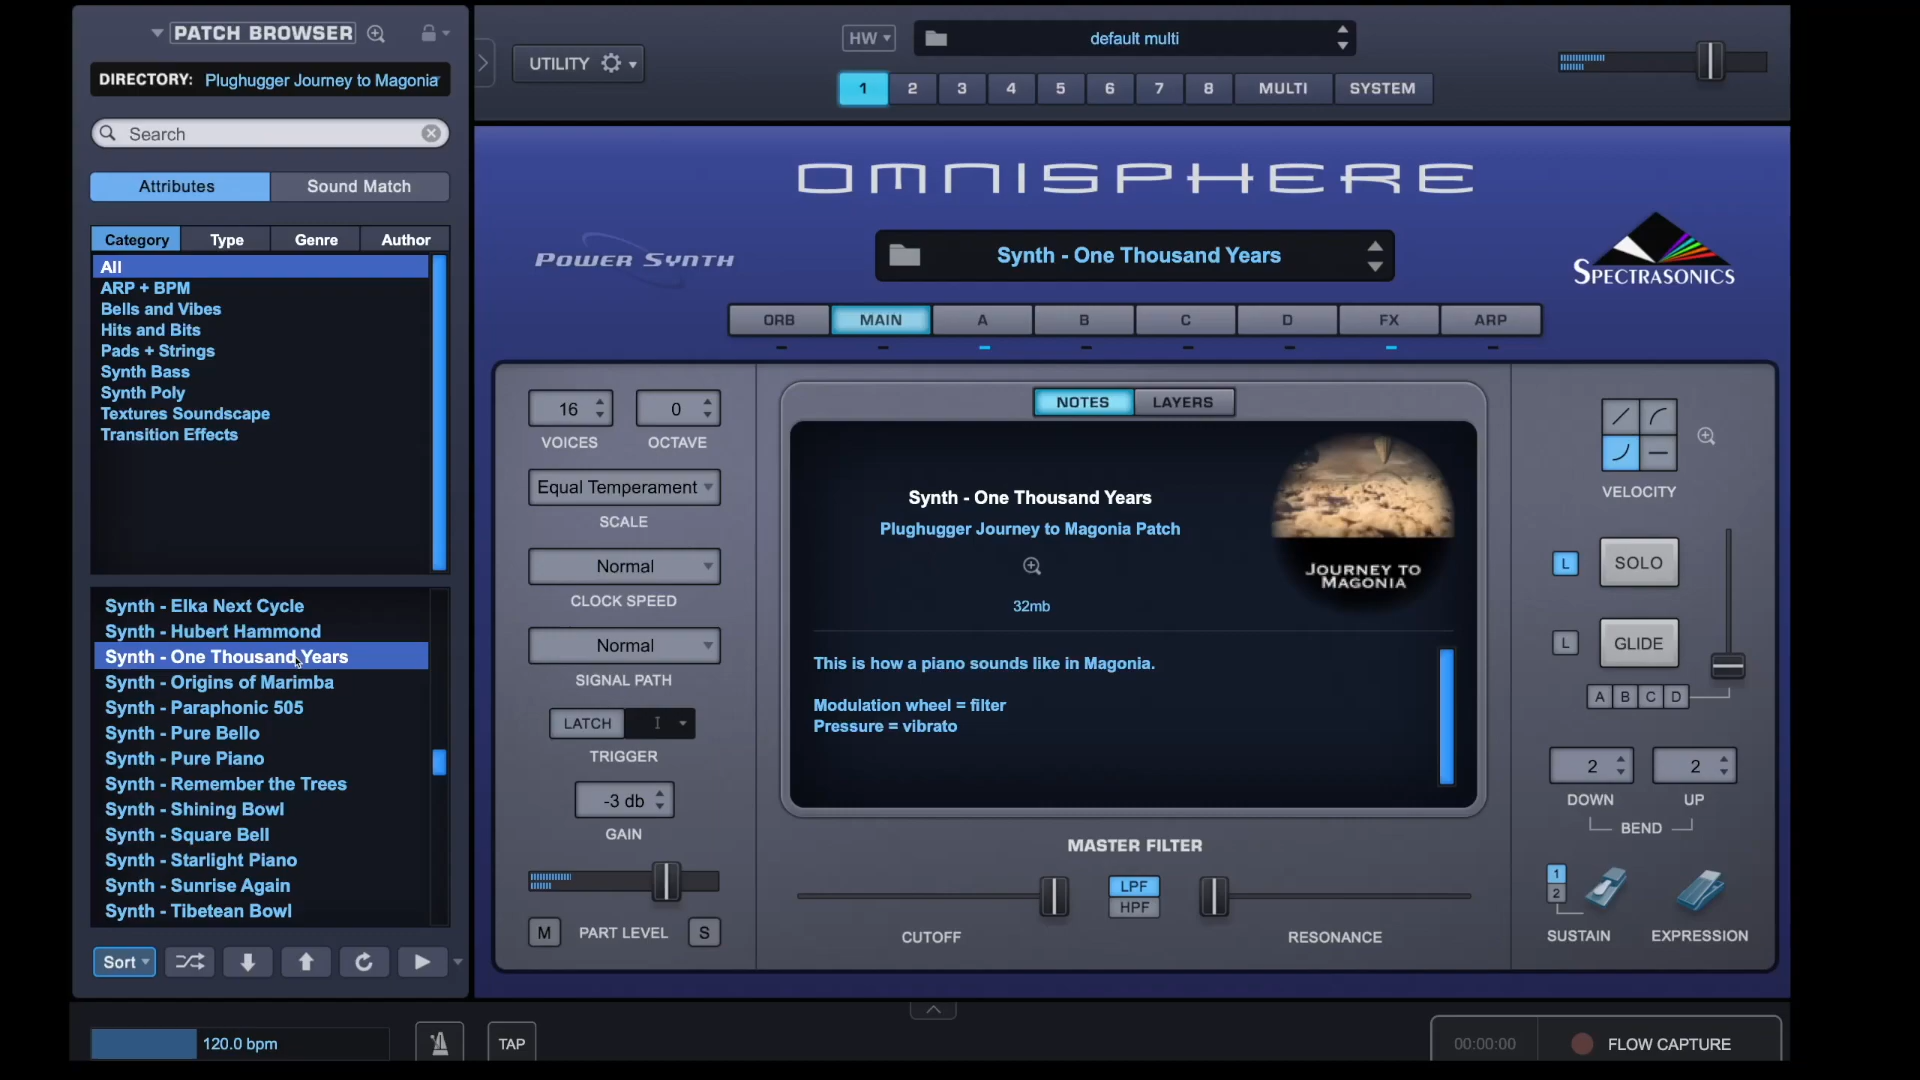 PATCH BROWSER
DIRECTORY: Plughugger Journey to Magonia
Search
Attributes
Sound Match
Category
Type
Genre
Author
All
ARP + BPM
Bells and Vibes
Hits and Bits
Pads + Strings
Synth Bass
Synth Poly
Textures Soundscape
Transition Effects
Synth - Elka Next Cycle
Synth - Hubert Hammond
Synth - One Thousand Years
Synth - Origins of Marimba
Synth - Paraphonic 505
Synth - Pure Bello
Synth - Pure Piano
Synth - Remember the Trees
Synth - Shining Bowl
Synth - Square Bell
Synth - Starlight Piano
Synth - Sunrise Again
Synth - Tibetean Bowl
Sort
120.0 bpm
TAP
UTILITY
HW
default multi
1 2 3 4 5 6 7 8 MULTI SYSTEM
OMNISPHERE
POWER SYNTH
Synth - One Thousand Years
SPECTRASONICS
ORB MAIN A B C D FX ARP
16
VOICES
0
OCTAVE
Equal Temperament
SCALE
Normal
CLOCK SPEED
Normal
SIGNAL PATH
LATCH
TRIGGER
-3 db
GAIN
M PART LEVEL S
NOTES
LAYERS
Synth - One Thousand Years
Plughugger Journey to Magonia Patch
32mb
JOURNEY TO
MAGONIA
This is how a piano sounds like in Magonia.
Modulation wheel = filter
Pressure = vibrato
MASTER FILTER
LPF
HPF
CUTOFF
RESONANCE
VELOCITY
L SOLO
L GLIDE
A B C D
2
2
DOWN
UP
BEND
1
2
SUSTAIN
EXPRESSION
00:00:00
FLOW CAPTURE